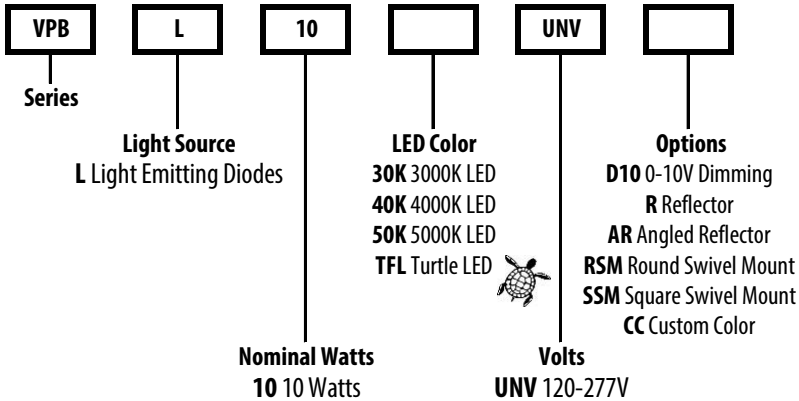 VPB L 10 UNV
Series
Light Source
L Light Emitting Diodes
LED Color
30K 3000K LED
40K 4000K LED
50K 5000K LED
TFL Turtle LED
Options
D10 0-10V Dimming
R Reflector
AR Angled Reflector
RSM Round Swivel Mount
SSM Square Swivel Mount
CC Custom Color
Nominal Watts
10 10 Watts
Volts
UNV 120-277V